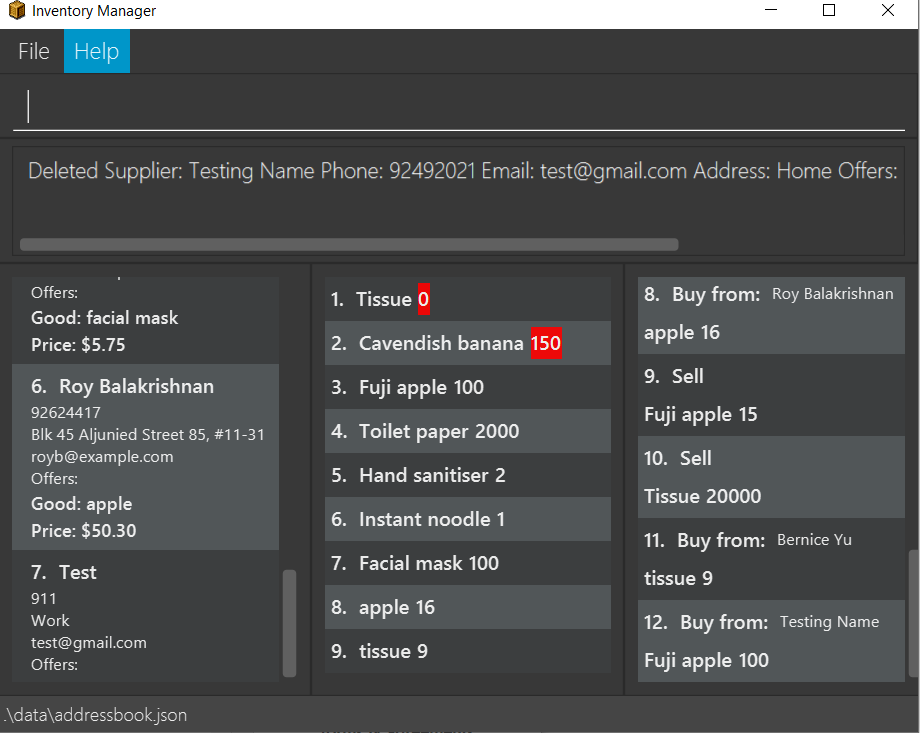 Inventory Manager
File Help
Deleted Supplier: Testing Name Phone: 92492021 Email: test@gmail.com Address: Home Offers:
Offers:
Good: facial mask
Price: $5.75
6. Roy Balakrishnan
92624417
Blk 45 Aljunied Street 85, #11-31
royb@example.com
Offers:
Good: apple
Price: $50.30
7. Test
911
Work
test@gmail.com
Offers:
1. Tissue 0
2. Cavendish banana 150
3. Fuji apple 100
4. Toilet paper 2000
5. Hand sanitiser 2
6. Instant noodle 1
7. Facial mask 100
8. apple 16
9. tissue 9
8. Buy from: Roy Balakrishnan
apple 16
9. Sell
Fuji apple 15
10. Sell
Tissue 20000
11. Buy from: Bernice Yu
tissue 9
12. Buy from: Testing Name
Fuji apple 100
.\data\addressbook.json